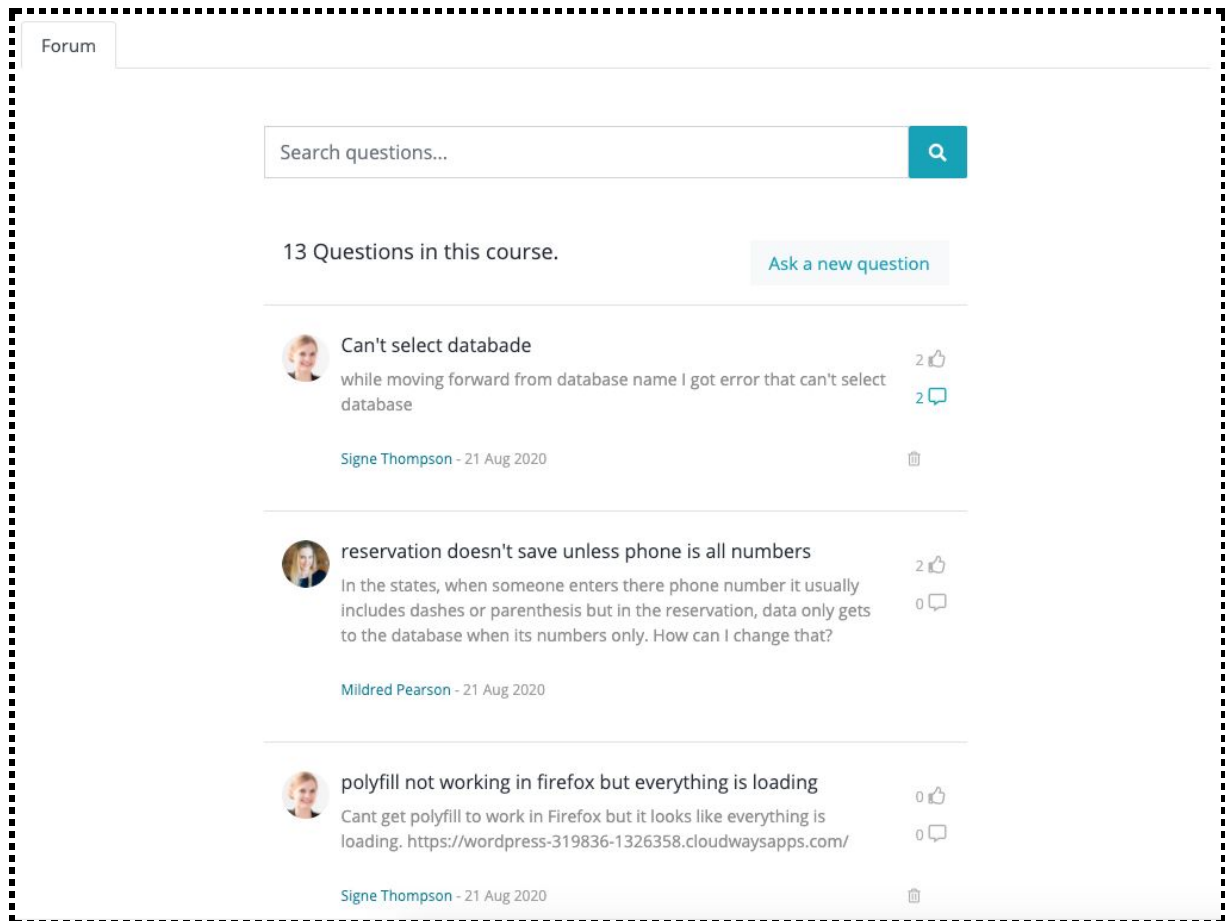 Forum
Search questions...
13 Questions in this course.
Ask a new question
Can't select databade
2
while moving forward from database name I got error that can't select
database
2
Signe Thompson - 21 Aug 2020
reservation doesn't save unless phone is all numbers
2
In the states, when someone enters there phone number it usually
includes dashes or parenthesis but in the reservation, data only gets
0
to the database when its numbers only. How can I change that?
Mildred Pearson - 21 Aug 2020
polyfill not working in firefox but everything is loading
0
Cant get polyfill to work in Firefox but it looks like everything is
loading. https://wordpress-319836-1326358.cloudwaysapps.com/
0
Signe Thompson - 21 Aug 2020